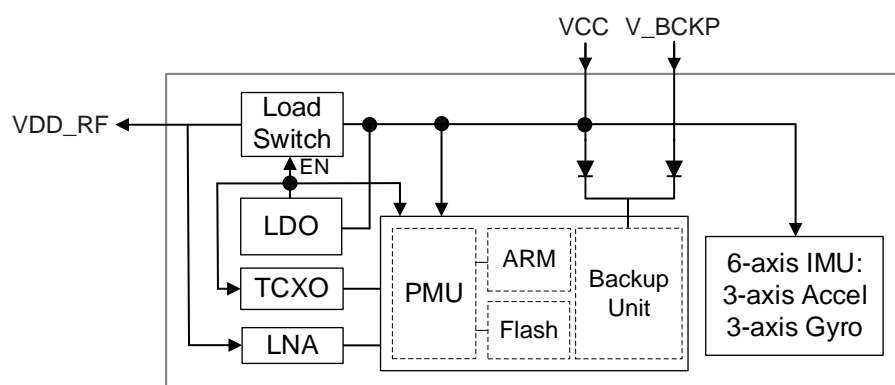 VCC V_BCKP
VDD_RF
Load
Switch
EN
LDO
TCXO
LNA
PMU
ARM
Flash
Backup
Unit
6-axis IMU:
3-axis Accel
3-axis Gyro